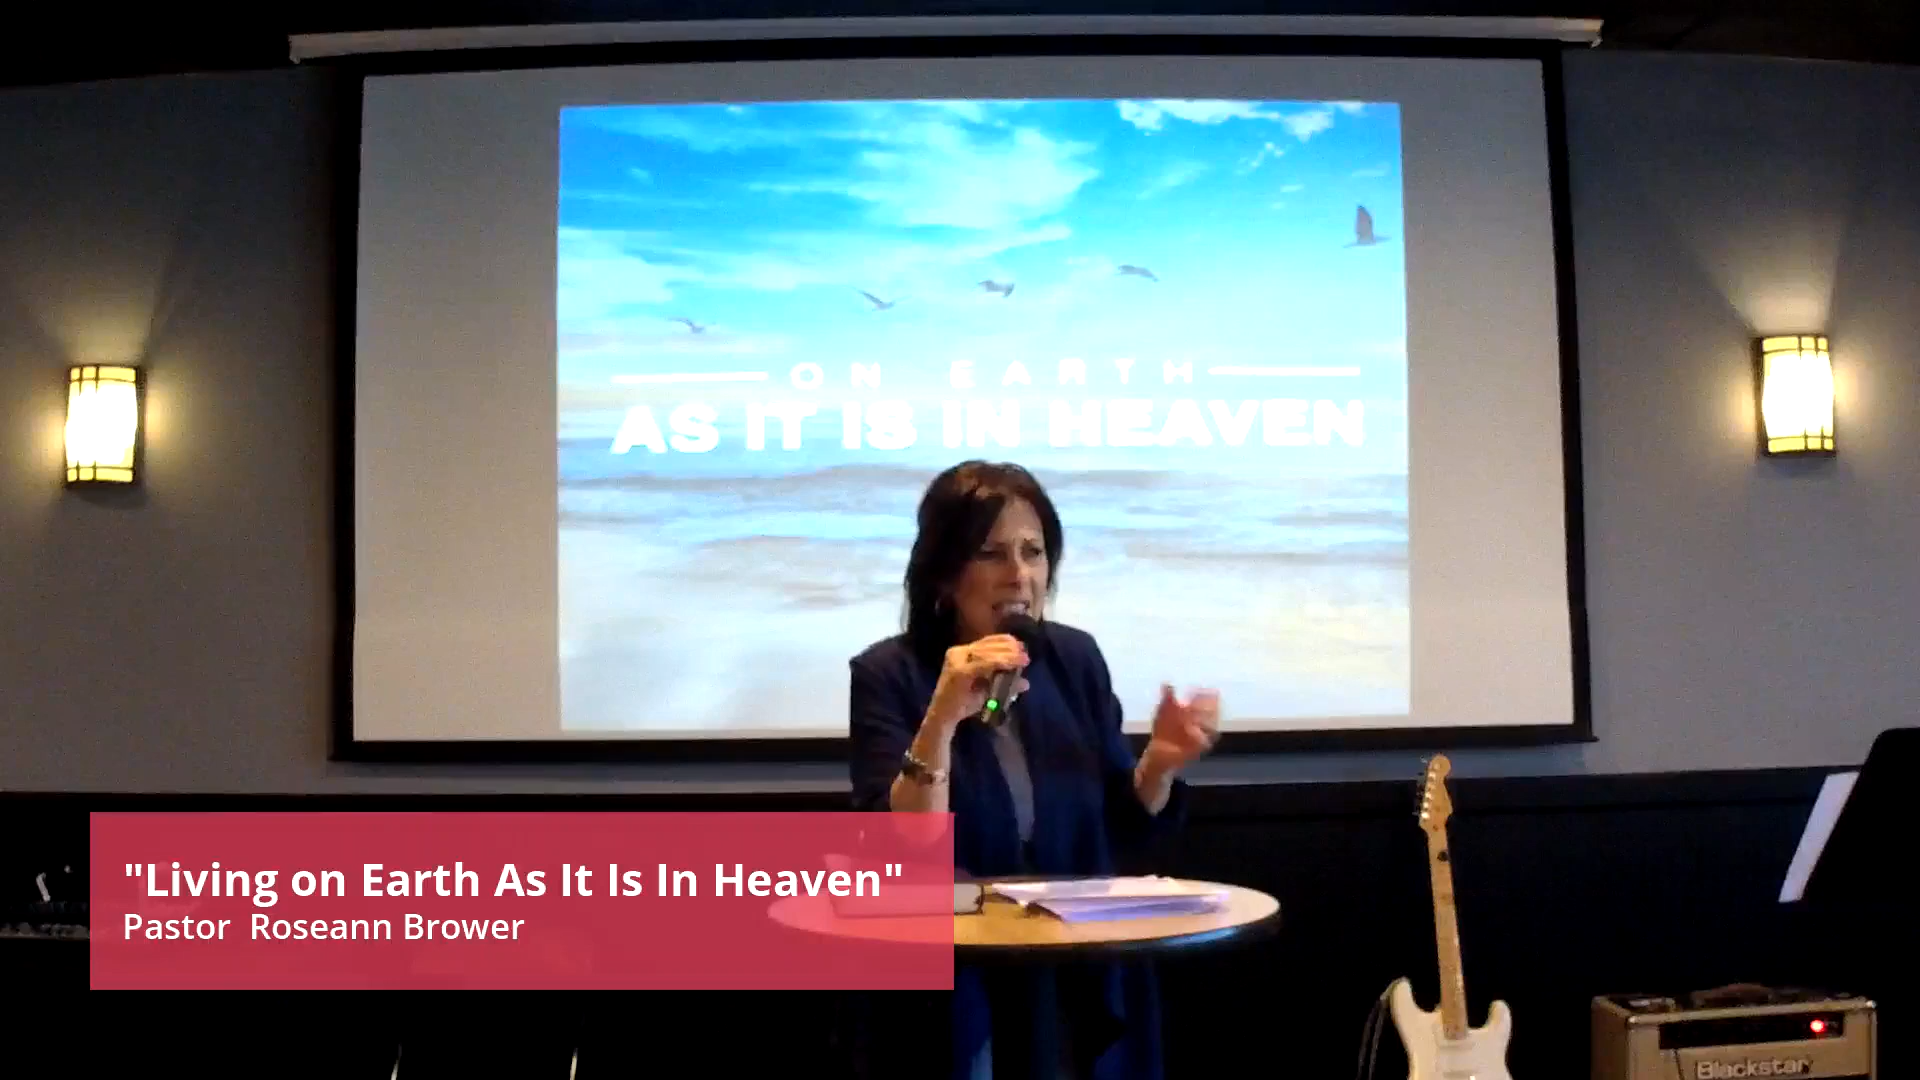 ON EARTH
AS IT IS IN HEAVEN
"Living on Earth As It Is In Heaven"
Pastor  Roseann Brower
Blackstar